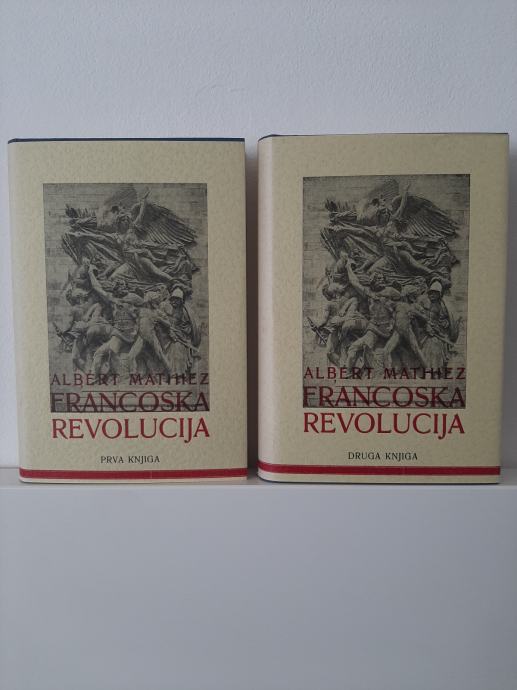 ALBERT MATHIEZ
FRANCOSKA
REVOLUCIJA
PRVA KNJIGA
ALBERT MATHIEZ
FRANCOSKA
REVOLUCIJA
DRUGA KNJIGA